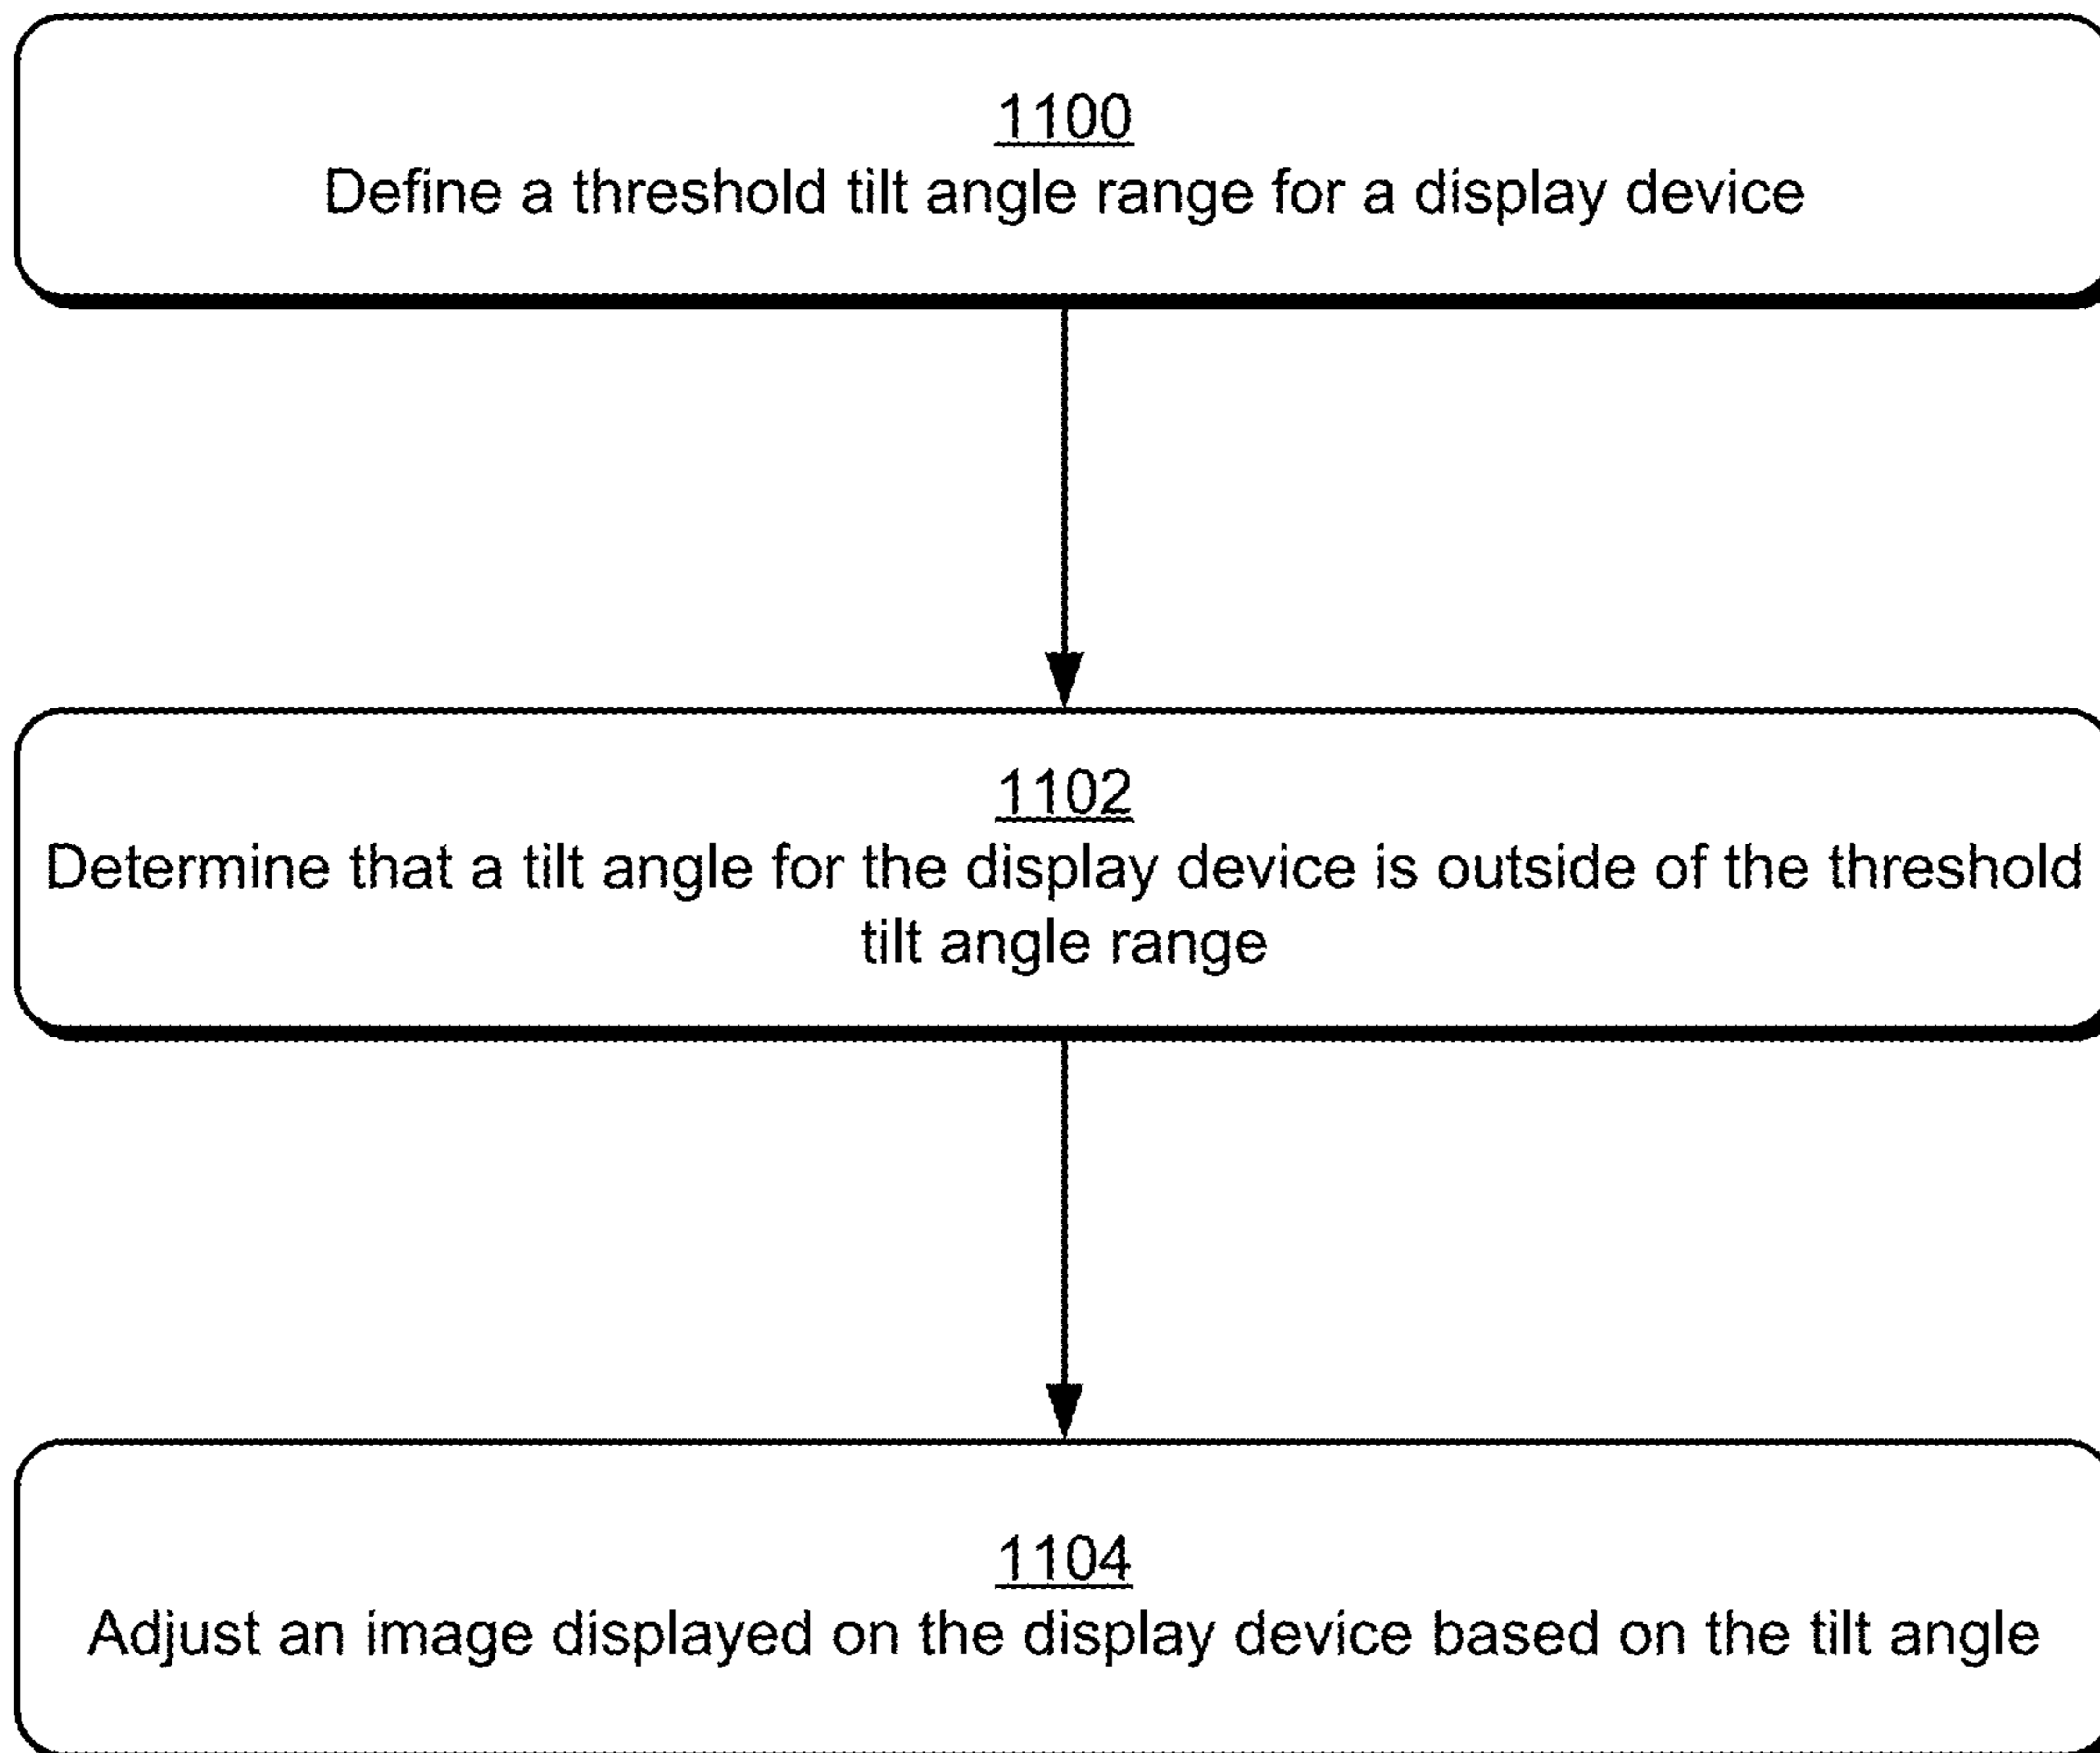 1100
Define a threshold tilt angle range for a display device
1102
Determine that a tilt angle for the display device is outside of the threshold
tilt angle range
1104
Adjust an image displayed on the display device based on the tilt angle